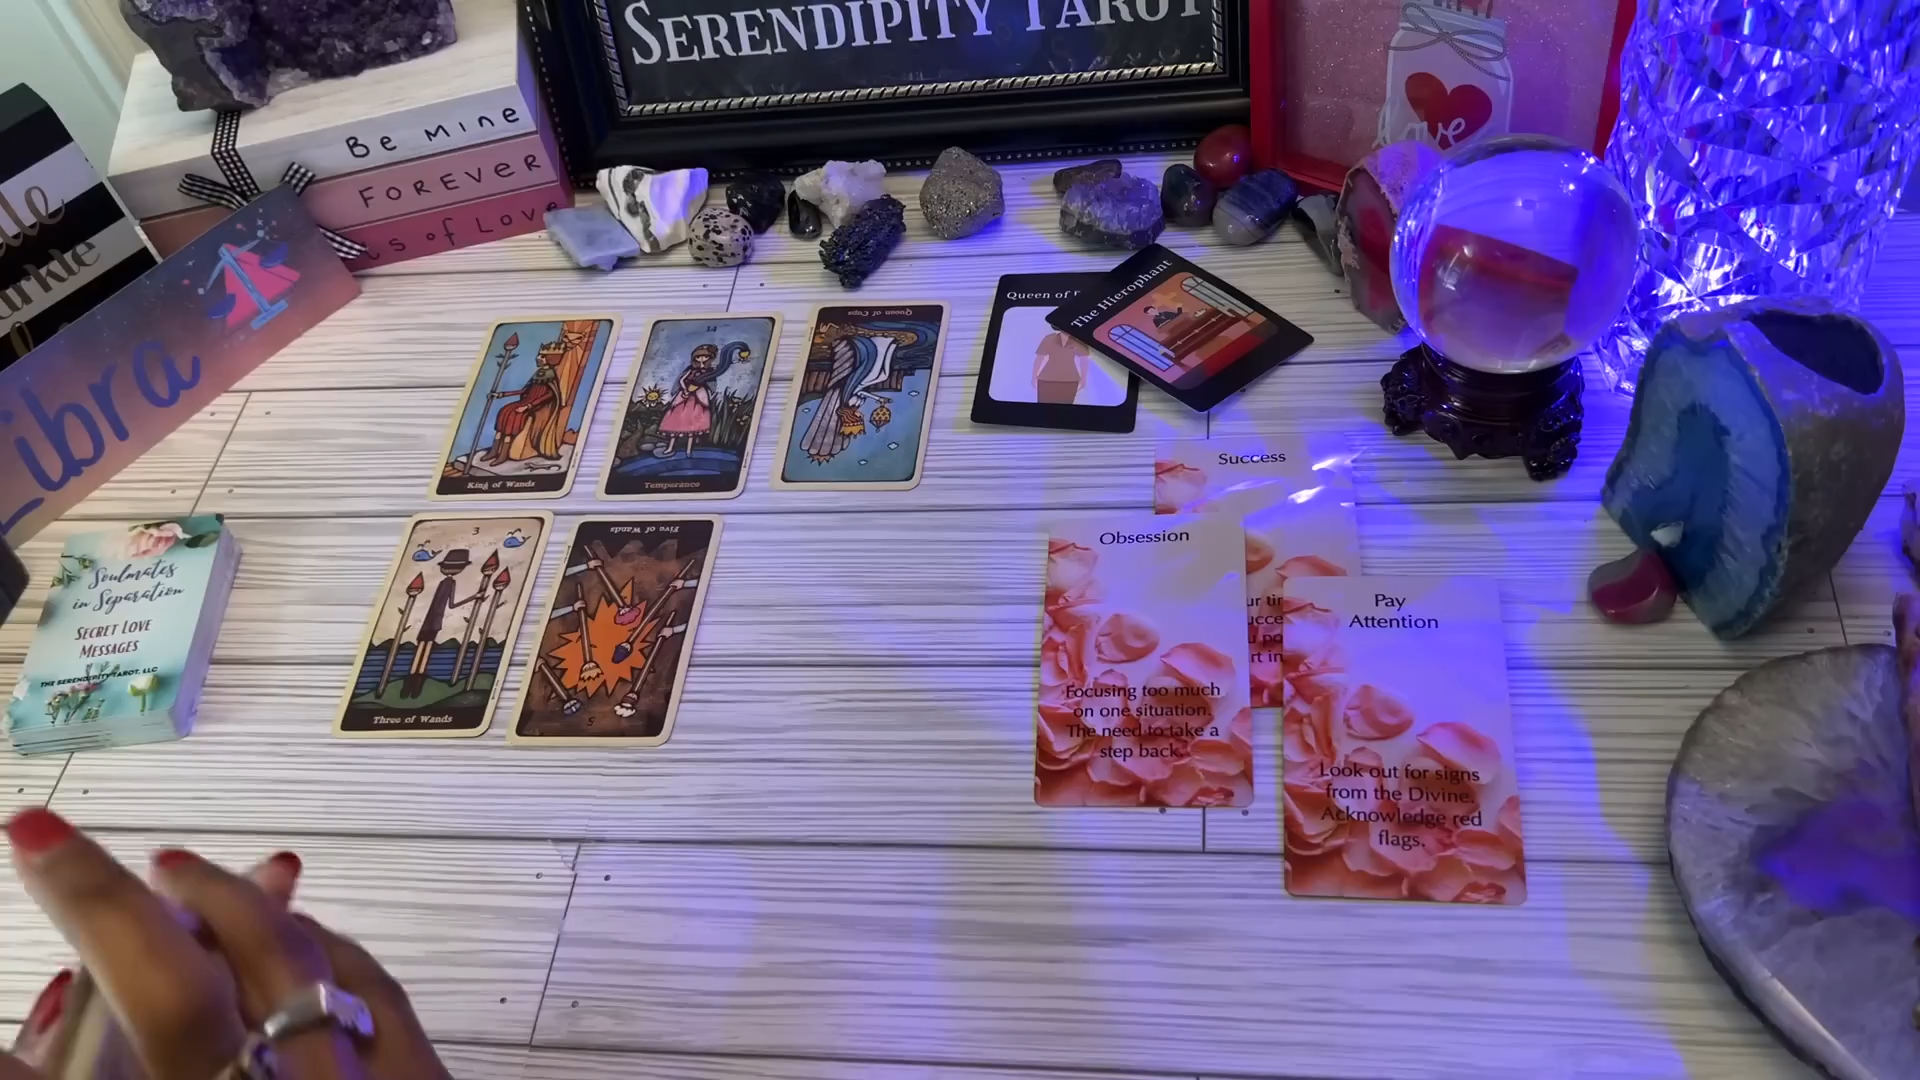 SERENDIPITY TAROT
Be mine
FOREVER
of Love
love
Libra
Queen of
The Hierophant
King of Wands
14
Temperance
Queen of Cups
3
Three of Wands
Five of Wands
5
Soulmates
in Separation
SECRET LOVE
MESSAGES
THE SERENDIPITY TAROT, LLC
Success
Obsession
Focusing too much
on one situation.
The need to take a
step back.
Pay
Attention
Look out for signs
from the Divine.
Acknowledge red
flags.